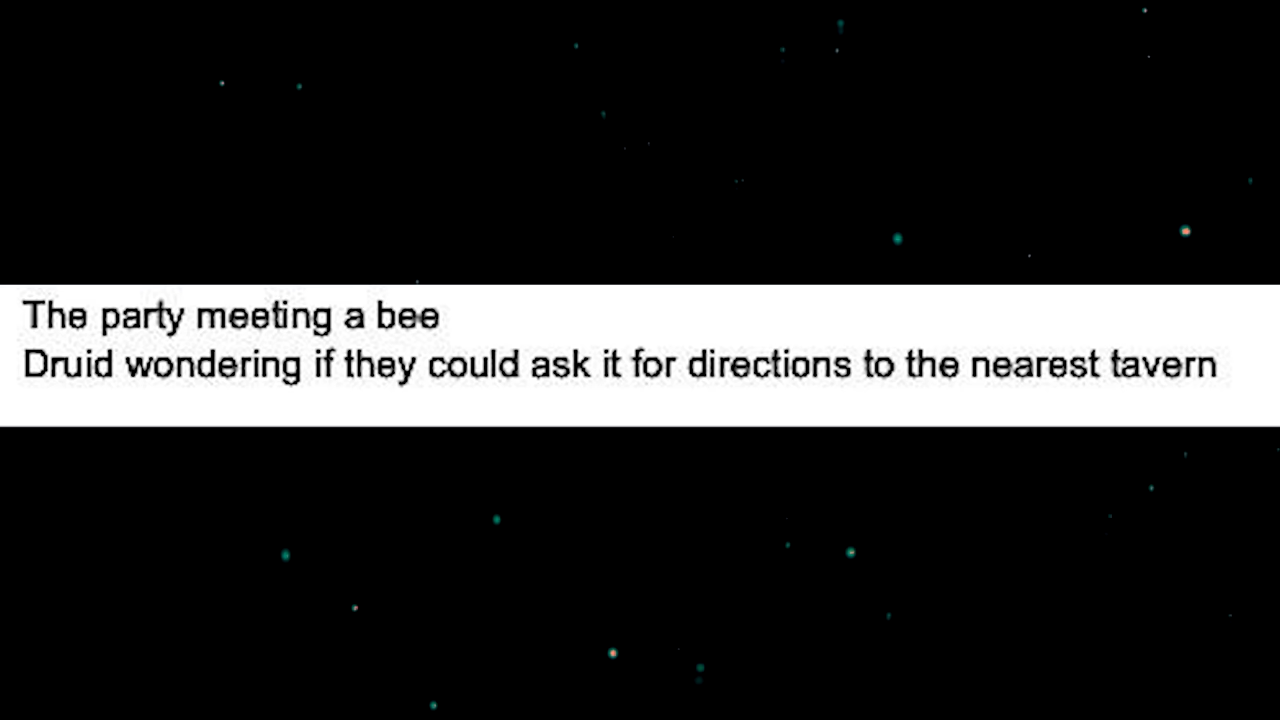 The party meeting a bee
Druid wondering if they could ask it for directions to the nearest tavern